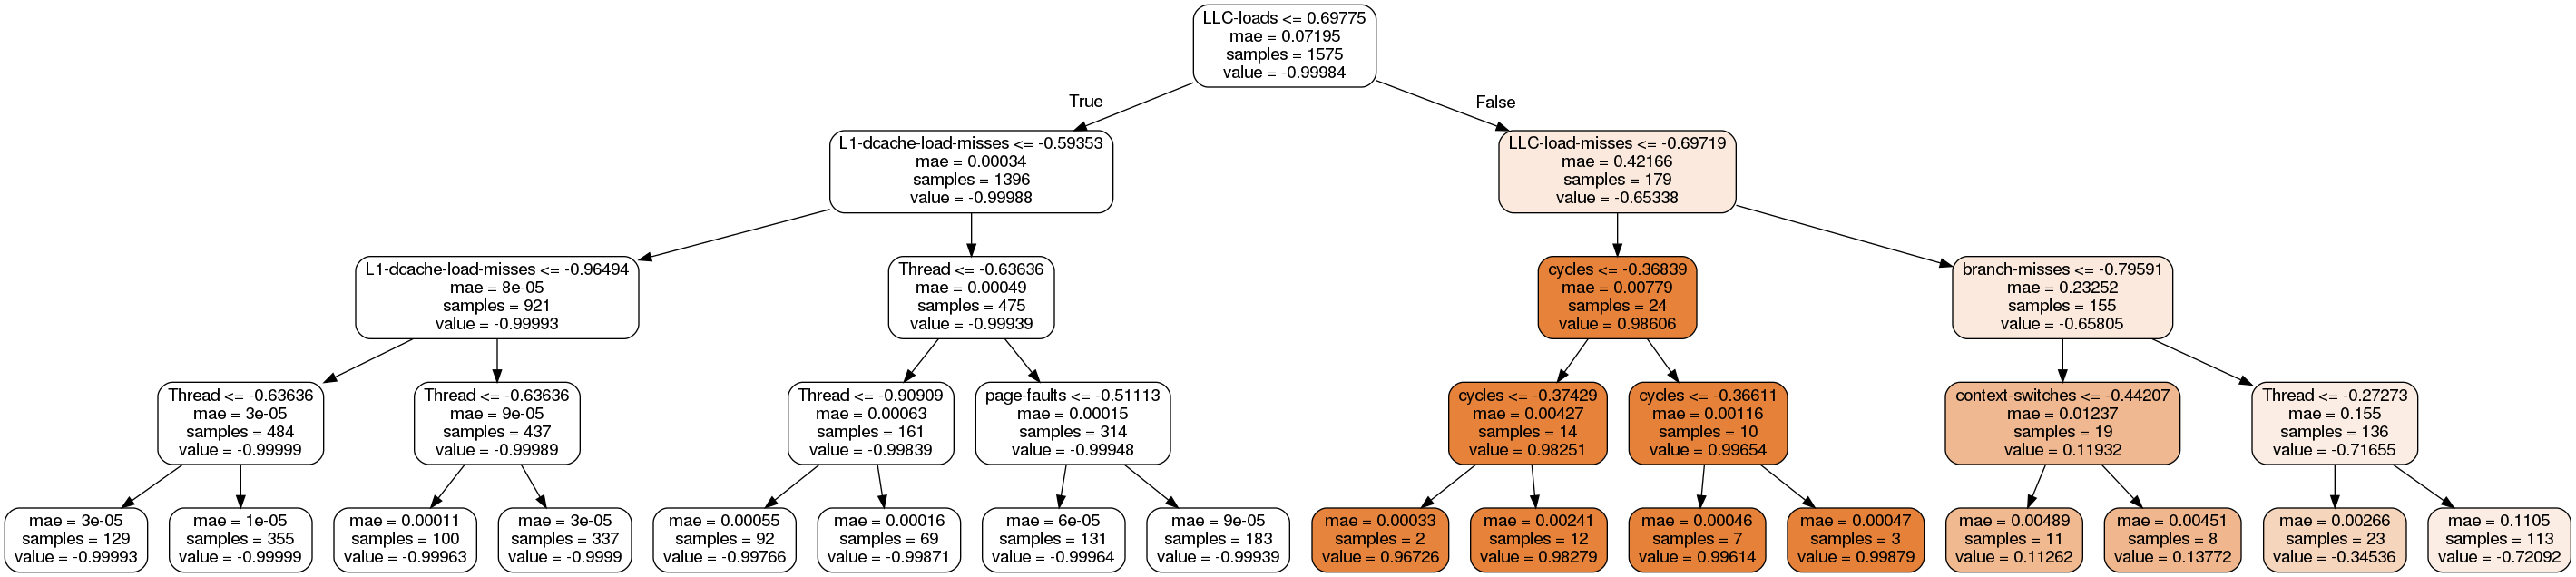 LLC-loads <= 0.69775
mae = 0.07195
samples = 1575
value = -0.99984
True
False
L1-dcache-load-misses <= -0.59353
mae = 0.00034
samples = 1396
value = -0.99988
LLC-load-misses <= -0.69719
mae = 0.42166
samples = 179
value = -0.65338
L1-dcache-load-misses <= -0.96494
mae = 8e-05
samples = 921
value = -0.99993
Thread <= -0.63636
mae = 0.00049
samples = 475
value = -0.99939
cycles <= -0.36839
mae = 0.00779
samples = 24
value = 0.98606
branch-misses <= -0.79591
mae = 0.23252
samples = 155
value = -0.65805
Thread <= -0.63636
mae = 3e-05
samples = 484
value = -0.99999
Thread <= -0.63636
mae = 9e-05
samples = 437
value = -0.99989
Thread <= -0.90909
mae = 0.00063
samples = 161
value = -0.99839
page-faults <= -0.51113
mae = 0.00015
samples = 314
value = -0.99948
cycles <= -0.37429
mae = 0.00427
samples = 14
value = 0.98251
cycles <= -0.36611
mae = 0.00116
samples = 10
value = 0.99654
context-switches <= -0.44207
mae = 0.01237
samples = 19
value = 0.11932
Thread <= -0.27273
mae = 0.155
samples = 136
value = -0.71655
mae = 3e-05
samples = 129
value = -0.99993
mae = 1e-05
samples = 355
value = -0.99999
mae = 0.00011
samples = 100
value = -0.99963
mae = 3e-05
samples = 337
value = -0.9999
mae = 0.00055
samples = 92
value = -0.99766
mae = 0.00016
samples = 69
value = -0.99871
mae = 6e-05
samples = 131
value = -0.99964
mae = 9e-05
samples = 183
value = -0.99939
mae = 0.00033
samples = 2
value = 0.96726
mae = 0.00241
samples = 12
value = 0.98279
mae = 0.00046
samples = 7
value = 0.99614
mae = 0.00047
samples = 3
value = 0.99879
mae = 0.00489
samples = 11
value = 0.11262
mae = 0.00451
samples = 8
value = 0.13772
mae = 0.00266
samples = 23
value = -0.34536
mae = 0.1105
samples = 113
value = -0.72092